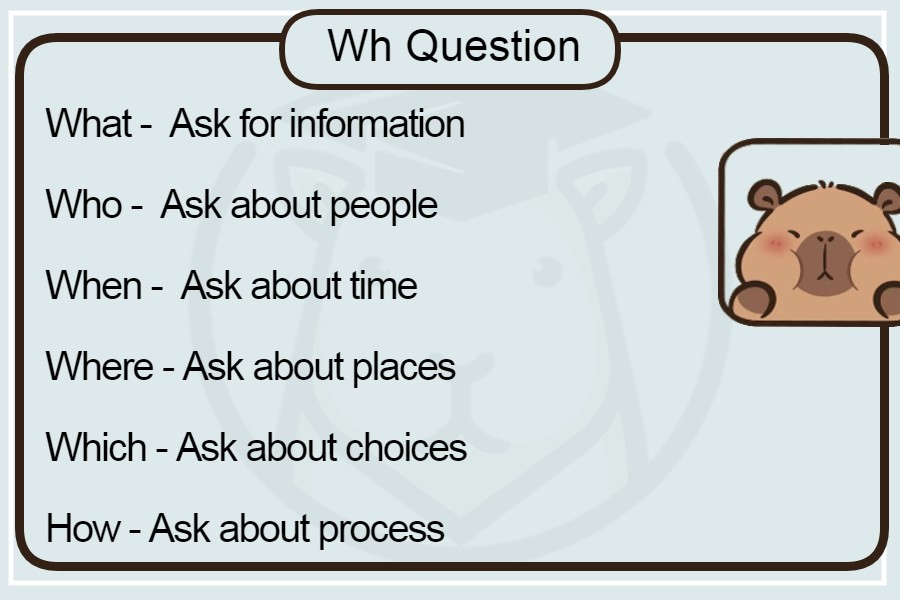 Wh Question
What - Ask for information
Who - Ask about people
When - Ask about time
Where - Ask about places
Which - Ask about choices
How - Ask about process